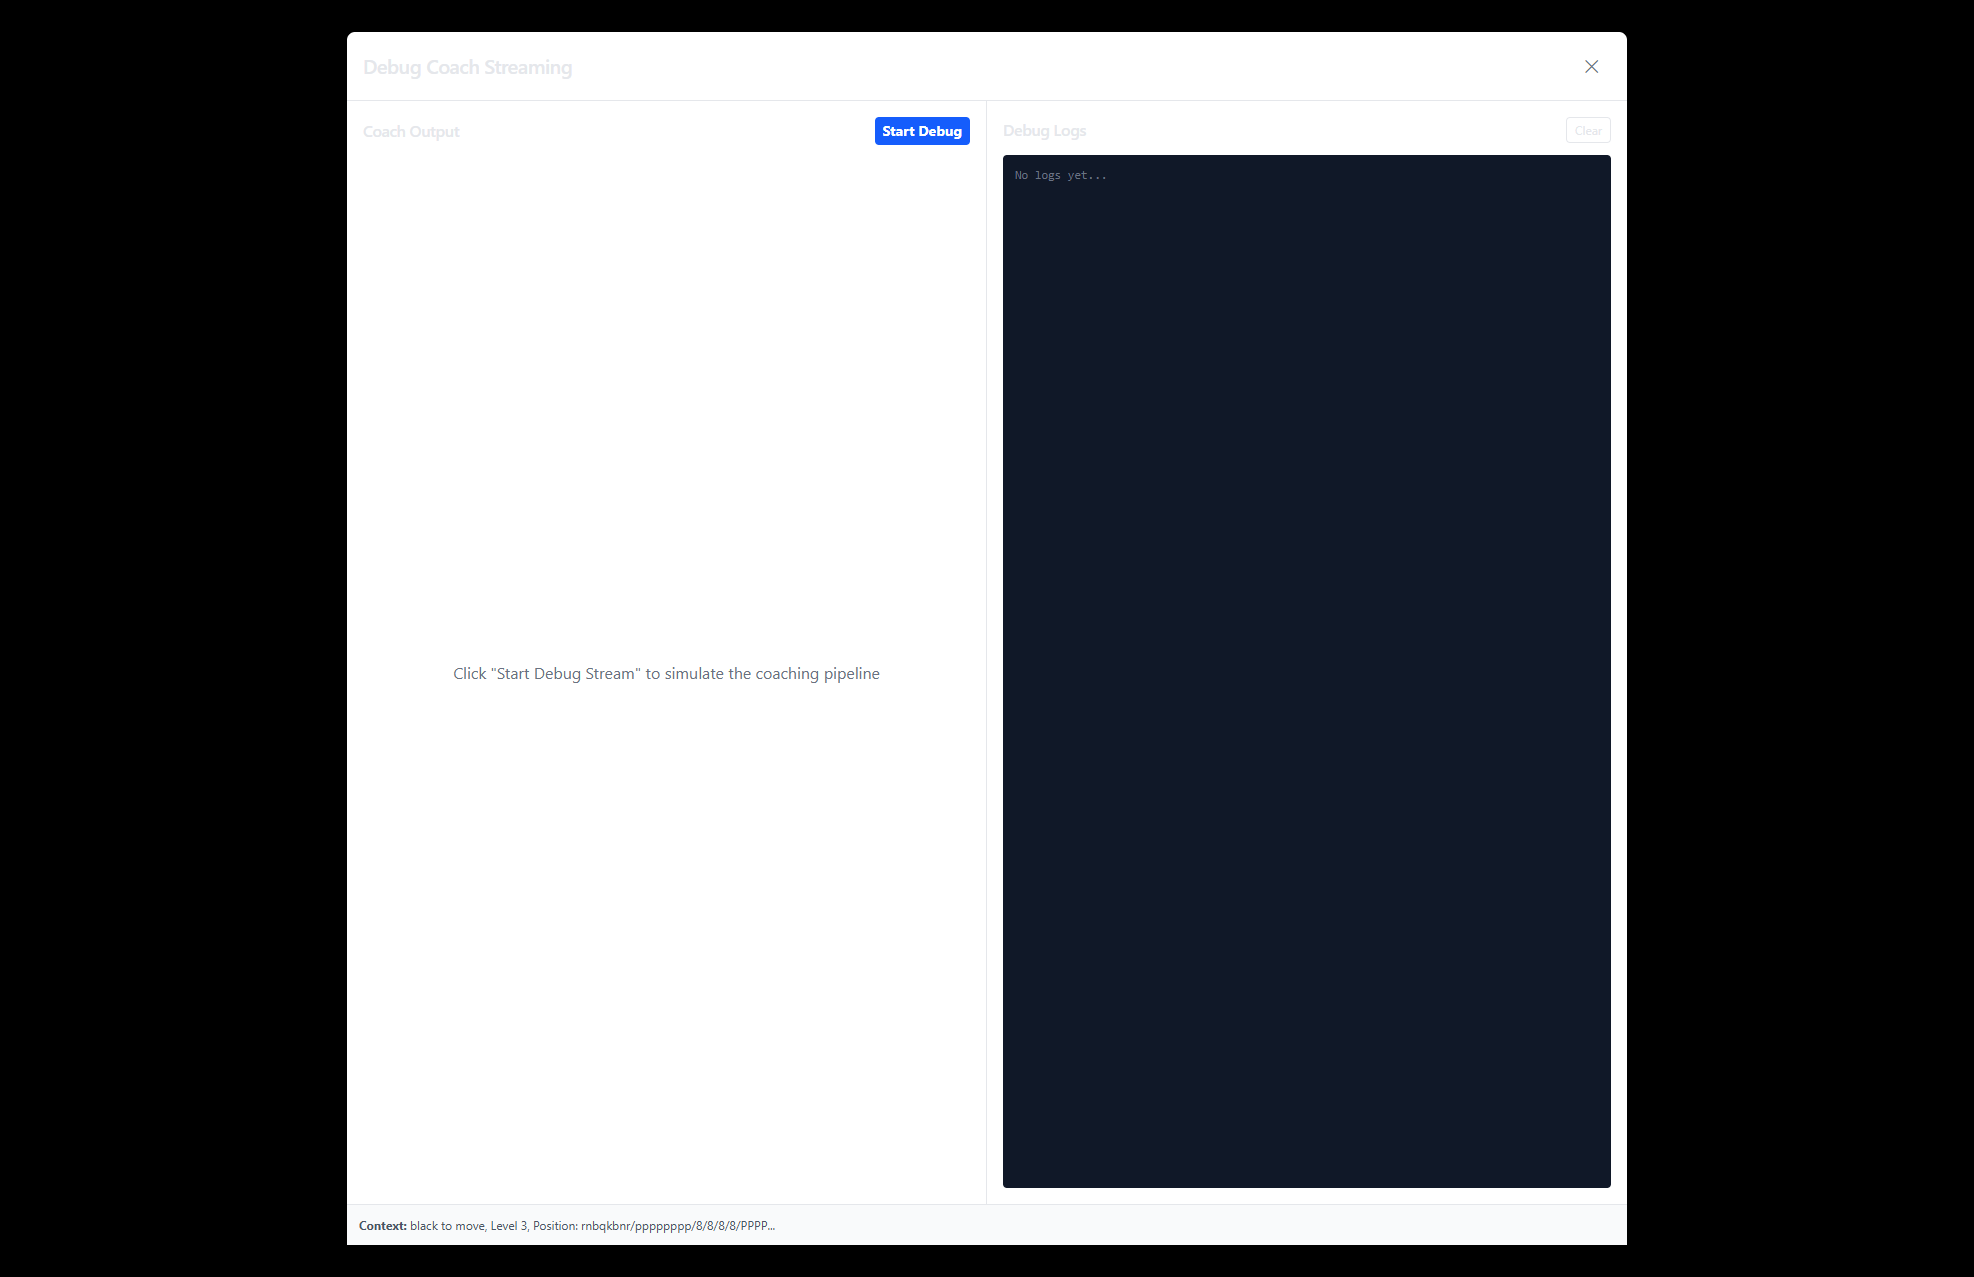 Debug Coach Streaming
Coach Output
Start Debug
Click "Start Debug Stream" to simulate the coaching pipeline
Debug Logs
Clear
No logs yet...
Context: black to move, Level 3, Position: rnbqkbnr/pppppppp/8/8/8/8/PPPP...